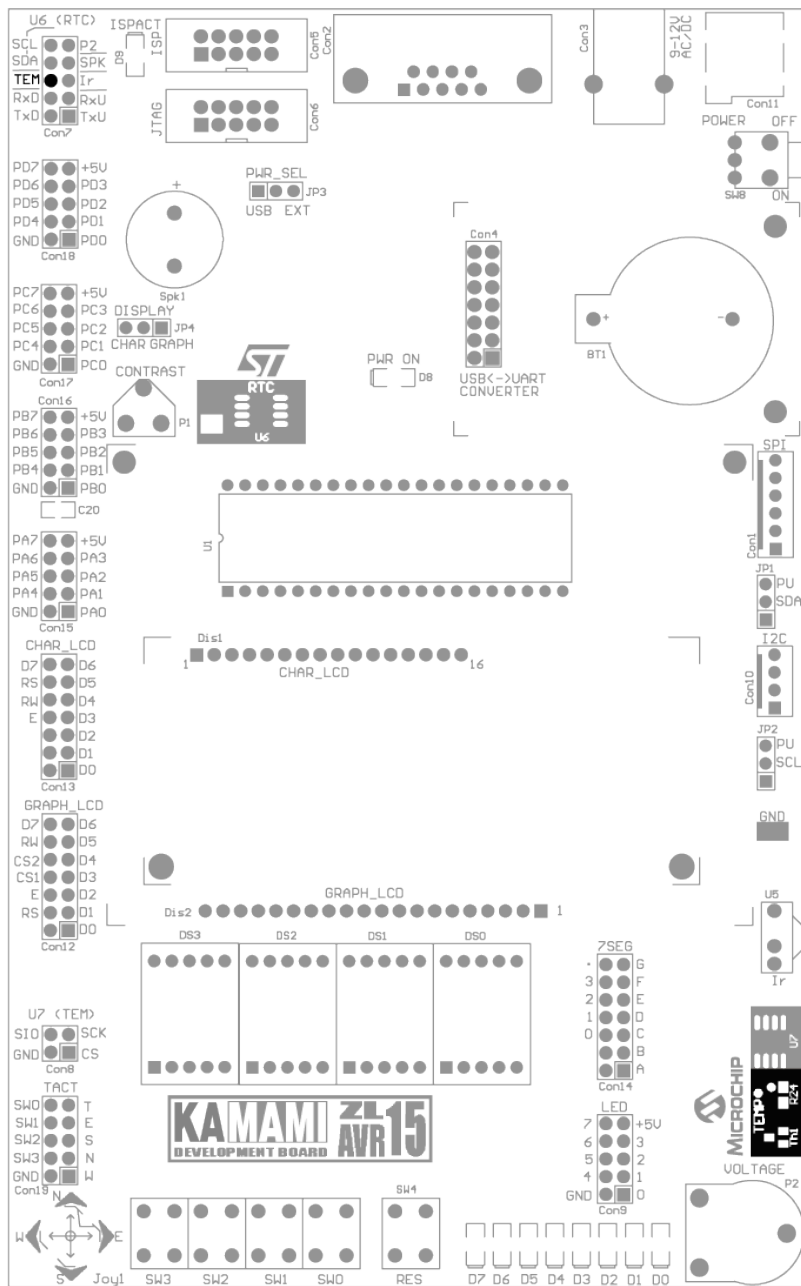 U6 (RTC)
SCL P2
SDA SPK
TEM Ir
RxD RxU
TxD TxU
Con7
ISPACT
D9
ISP
Con5
JTAG
Con6
Con2
Con3
9-12V
AC/DC
Con11
POWER OFF
SW8 ON
PD7 +5V
PD6 PD3
PD5 PD2
PD4 PD1
GND PD0
Con18
+
Spk1
PWR_SEL
JP3
USB EXT
Con4
USB<->UART
CONVERTER
+ -
BT1
PC7 +5V
PC6 PC3
PC5 PC2
PC4 PC1
GND PC0
Con17
DISPLAY
JP4
CHAR GRAPH
CONTRAST
P1
ST
RTC
U6
PWR ON
D8
Con16
PB7 +5V
PB6 PB3
PB5 PB2
PB4 PB1
GND PB0
C20
SPI
Con1
U1
PA7 +5V
PA6 PA3
PA5 PA2
PA4 PA1
GND PA0
Con15
JP1
PU
SDA
I2C
Con10
JP2
PU
SCL
GND
CHAR_LCD
D7 D6
RS D5
RW D4
E D3
D2
D1
D0
Con13
Dis1
1 16
CHAR_LCD
GRAPH_LCD
D7 D6
RW D5
CS2 D4
CS1 D3
E D2
RS D1
D0
Con12
GRAPH_LCD
Dis2 1
DS3 DS2 DS1 DS0
7SEG
. G
3 F
2 E
1 D
0 C
B
A
Con14
U5
Ir
U7
TEMP
R24
Th1
MICROCHIP
U7 (TEM)
SIO SCK
GND CS
Con8
TACT
SW0 T
SW1 E
SW2 S
SW3 N
GND W
Con19
KAMAMI
DEVELOPMENT BOARD
ZL
AVR15
LED
7 +5V
6 3
5 2
4 1
GND 0
Con9
VOLTAGE
P2
N
W E
S Joy1
SW4
SW3 SW2 SW1 SW0 RES
D7 D6 D5 D4 D3 D2 D1 D0